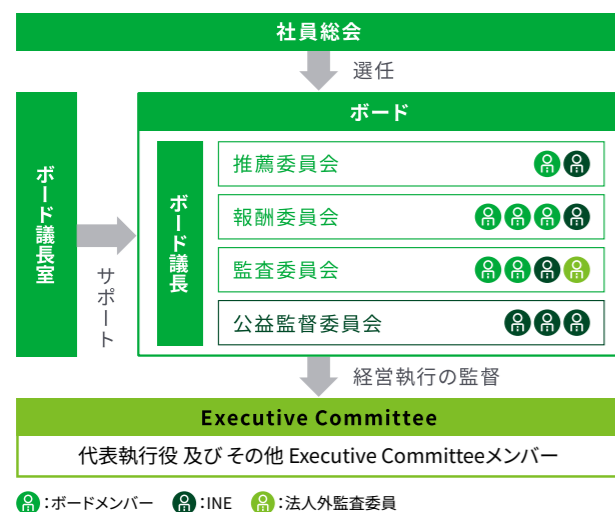 社員総会
選任
ボード
ボード議長室
サポート
ボード議長
推薦委員会
報酬委員会
監査委員会
公益監督委員会
経営執行の監督
Executive Committee
代表執行役 及び その他 Executive Committeeメンバー
：ボードメンバー ：INE ：法人外監査委員